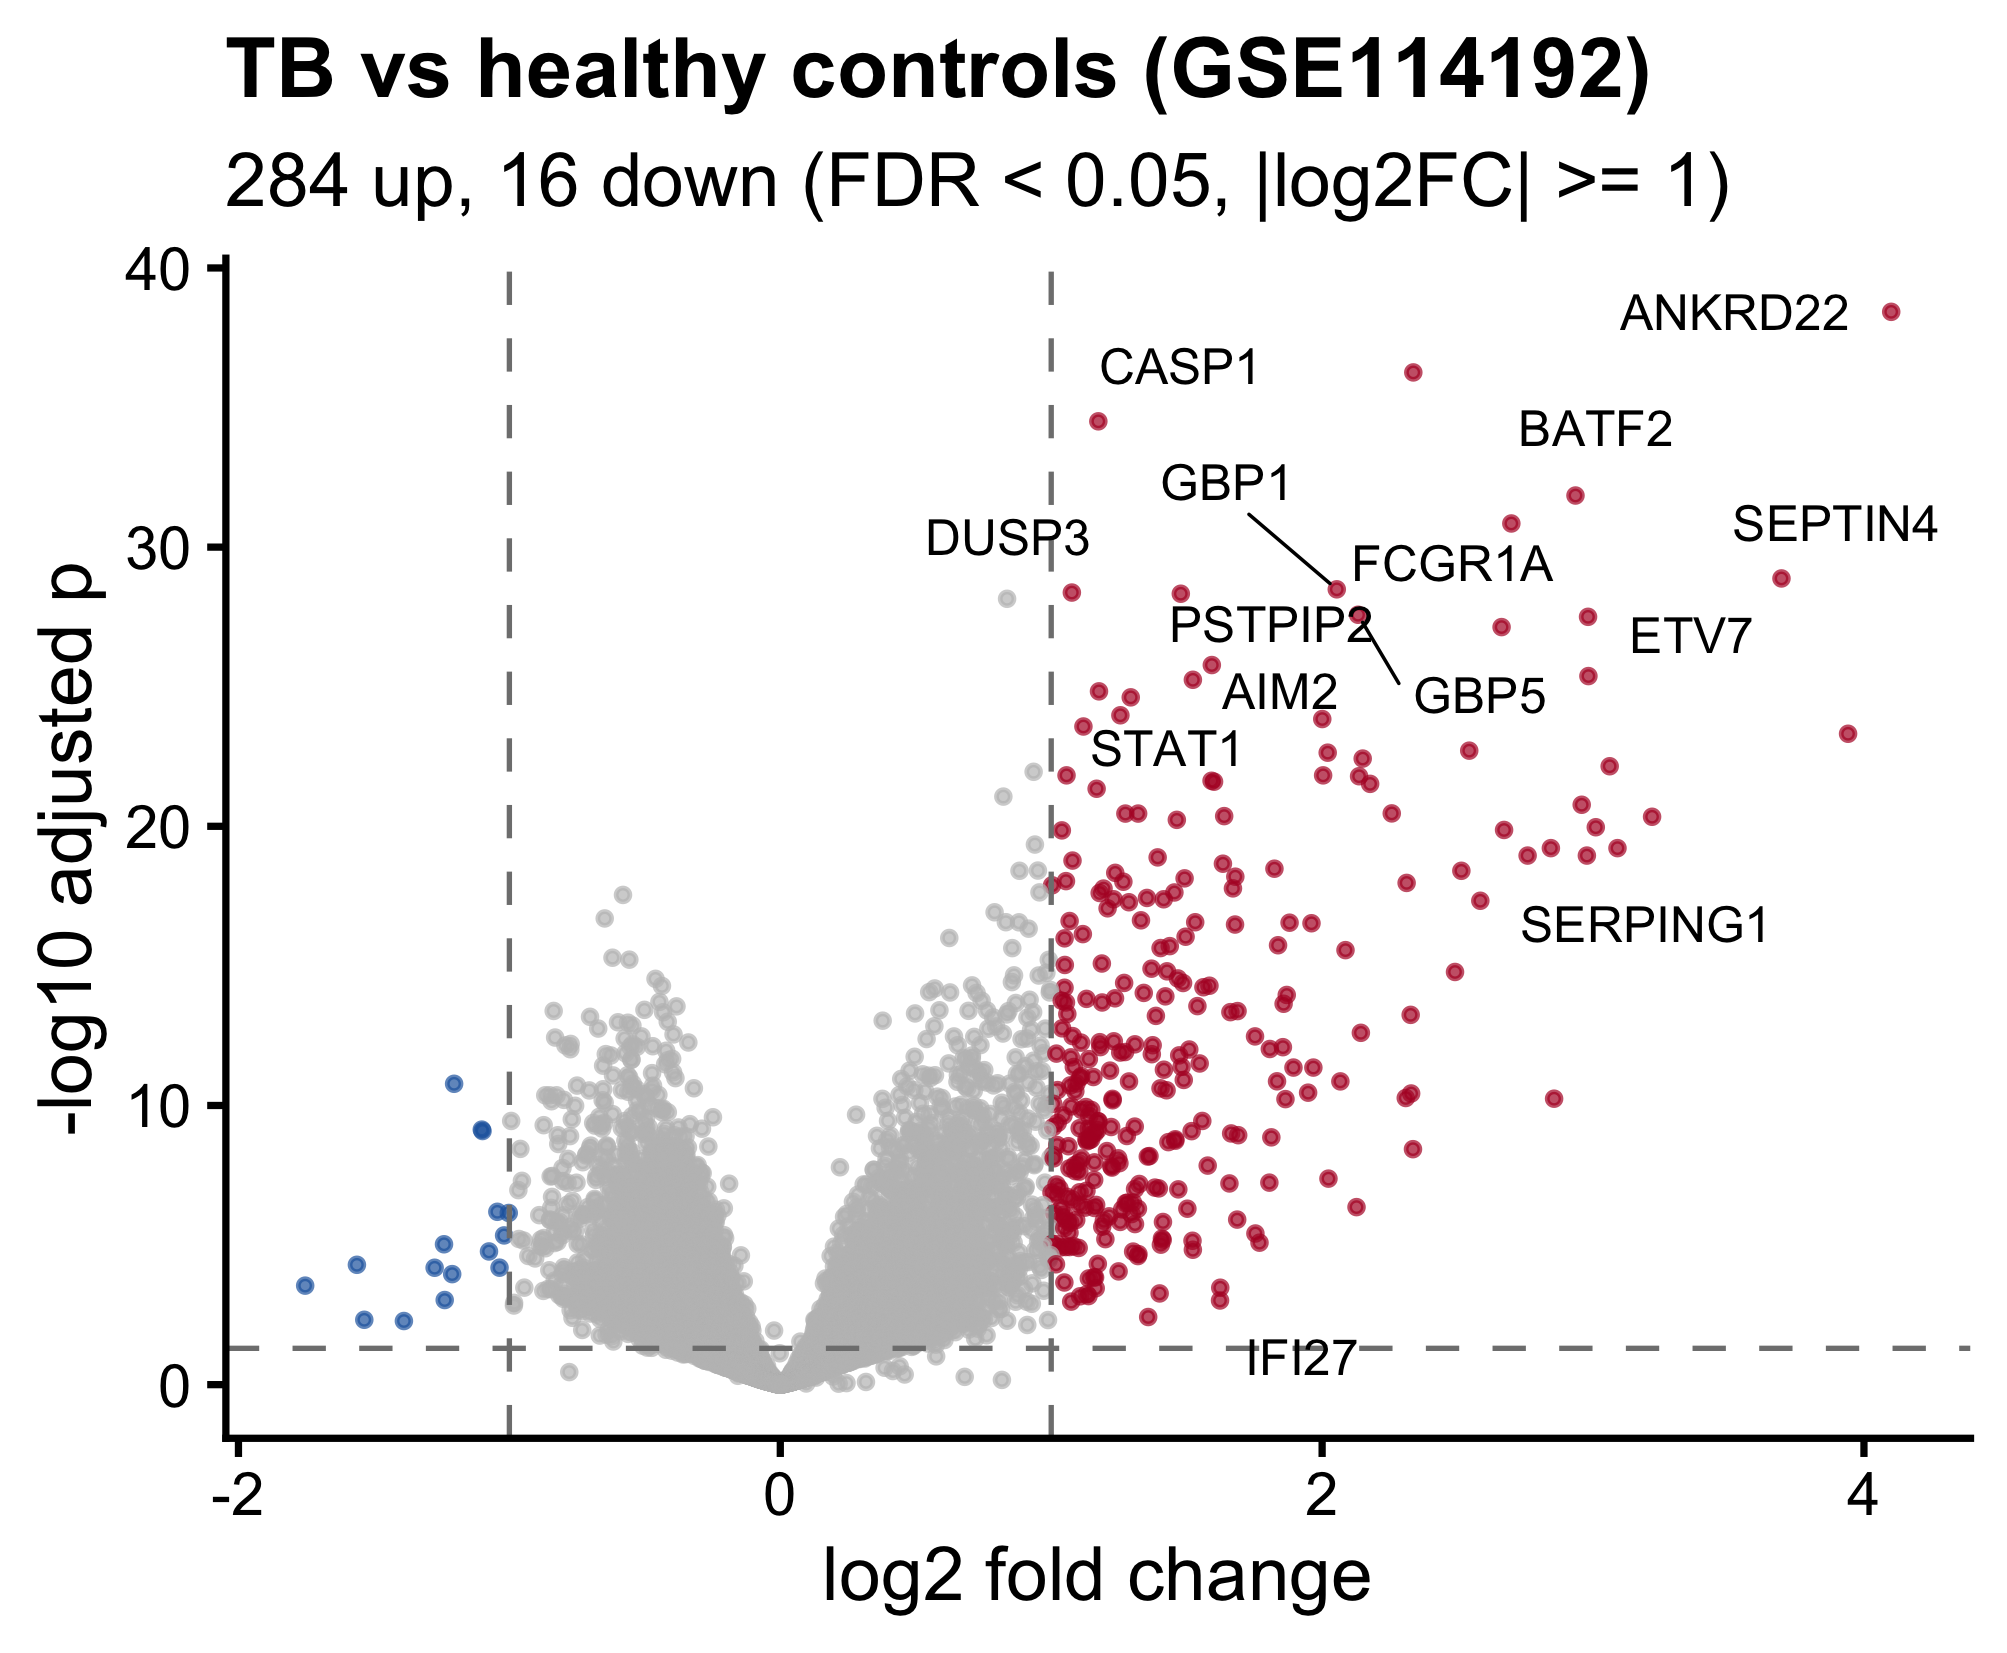 TB vs healthy controls (GSE114192)
284 up, 16 down (FDR < 0.05, |log2FC| >= 1)
40
ANKRD22
CASP1
BATF2
GBP1
SEPTIN4
DUSP3
30
FCGR1A
PSTPIP2
ETV7
AIM2
GBP5
STAT1
20
SERPING1
10
IFI27
0
-log10 adjusted p
-2
0
2
4
log2 fold change